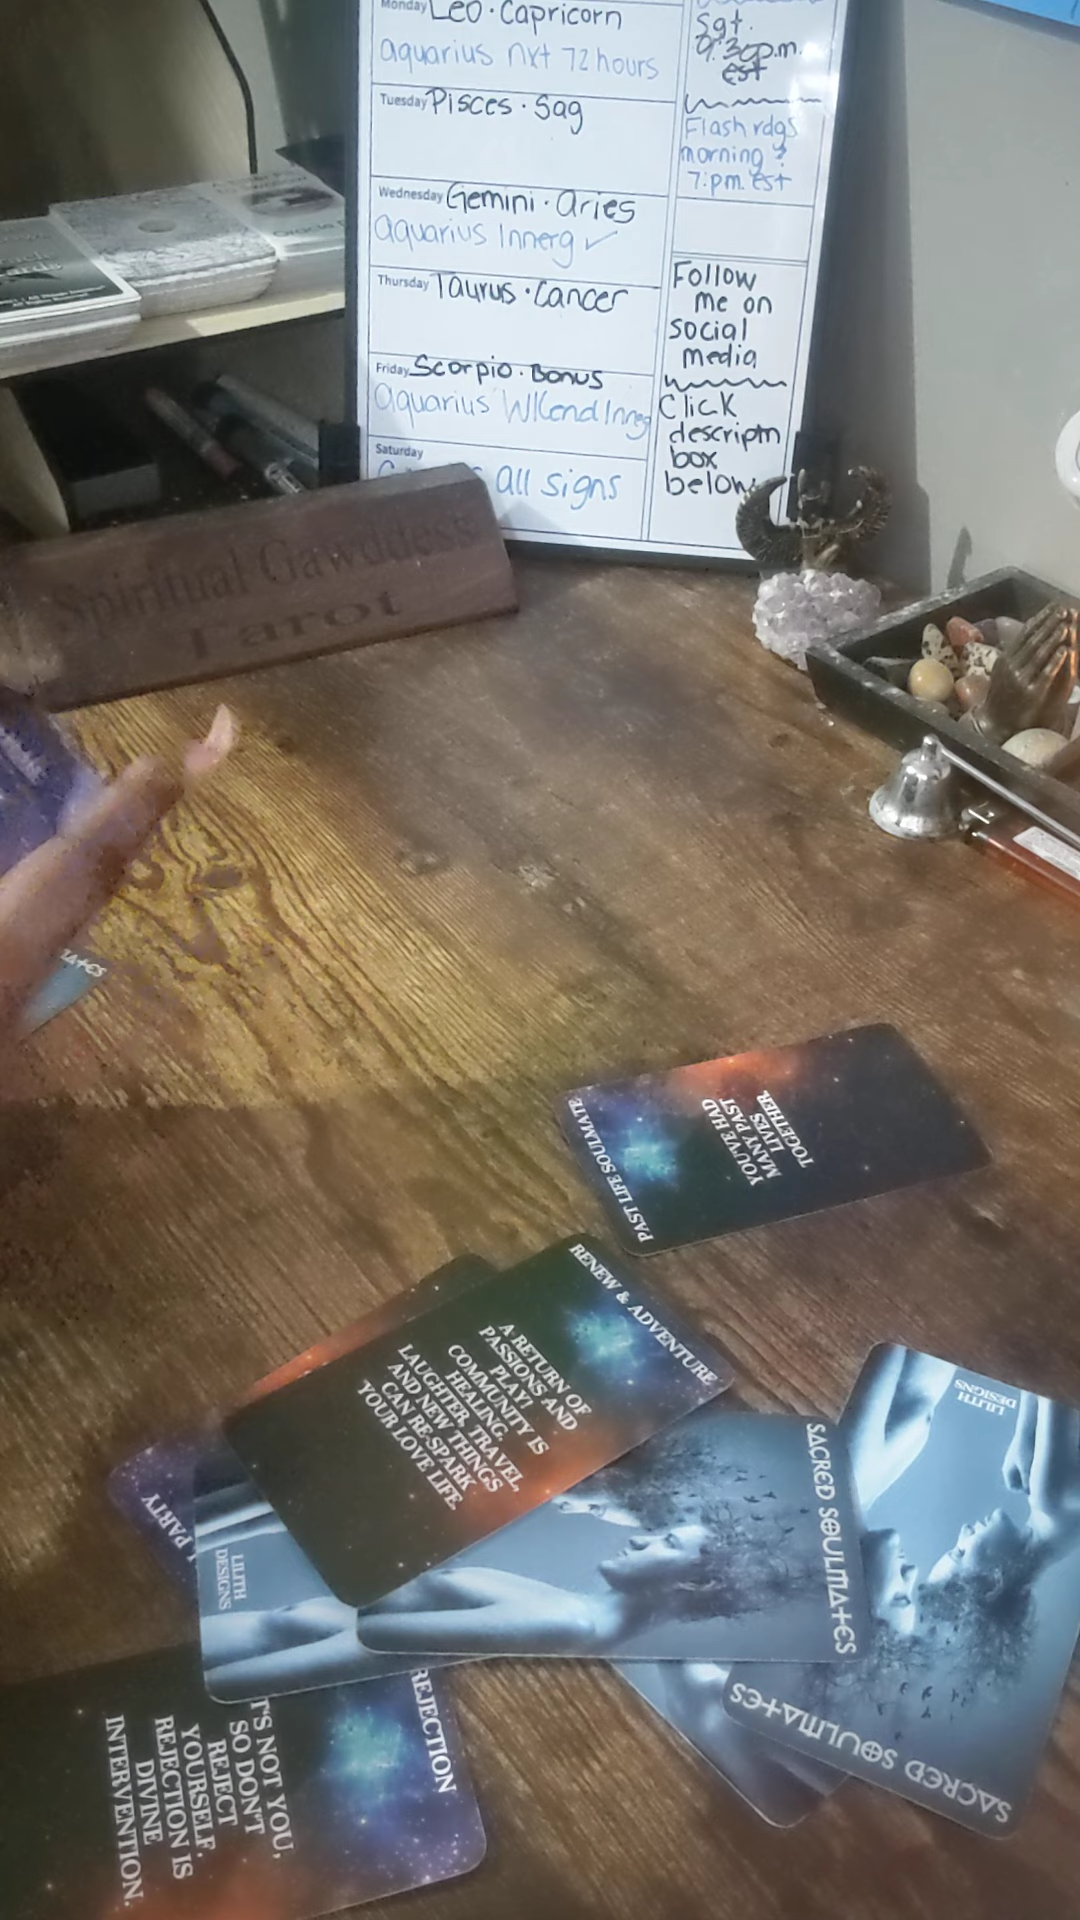 Monday Leo · Capricorn
aquarius nxt 72 hours
Tuesday Pisces · Sag
Wednesday Gemini · Aries
aquarius Innerg ✓
Thursday Taurus · Cancer
Friday Scorpio · Bonus
aquarius WKend Innrg
Saturday
all signs
Sgt.
9:30p.m.
est
Flash rdgs
morning &
7:pm. est
Follow
me on
social
media
Click
descriptn
box
below
Spiritual Gawddess
Tarot
MATES
PAST LIFE SOULMATE
YOU'VE HAD
MANY PAST
LIVES
TOGETHER.
RENEW & ADVENTURE
A RETURN OF
PASSIONS AND
PLAY!
COMMUNITY IS
HEALING.
LAUGHTER, TRAVEL,
AND NEW THINGS
CAN RE-SPARK
YOUR LOVE LIFE.
PARTY
LILITH
DESIGNS
SACRED SOULMATES
LILITH
DESIGNS
SACRED SOULMATES
SOULMATES
REJECTION
IT'S NOT YOU,
SO DON'T
REJECT
YOURSELF.
REJECTION IS
DIVINE
INTERVENTION.